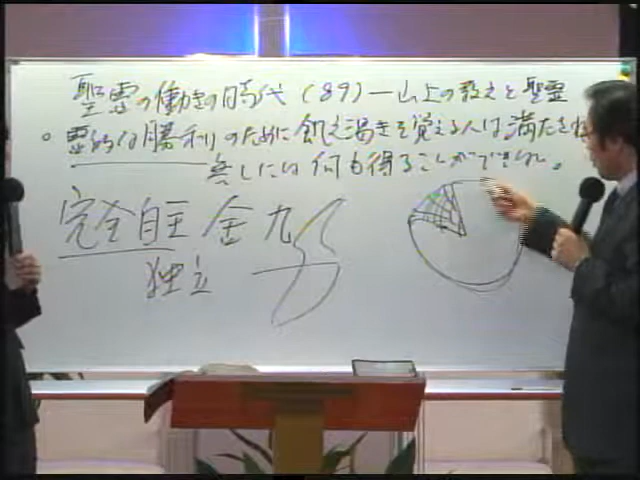 聖霊の働きの時代 (89) ー山上の教えと聖霊
。霊的な勝利のために飢え渇きを覚える人は満たされ
無しには何も得ることができない。
完全自主 金九
独立